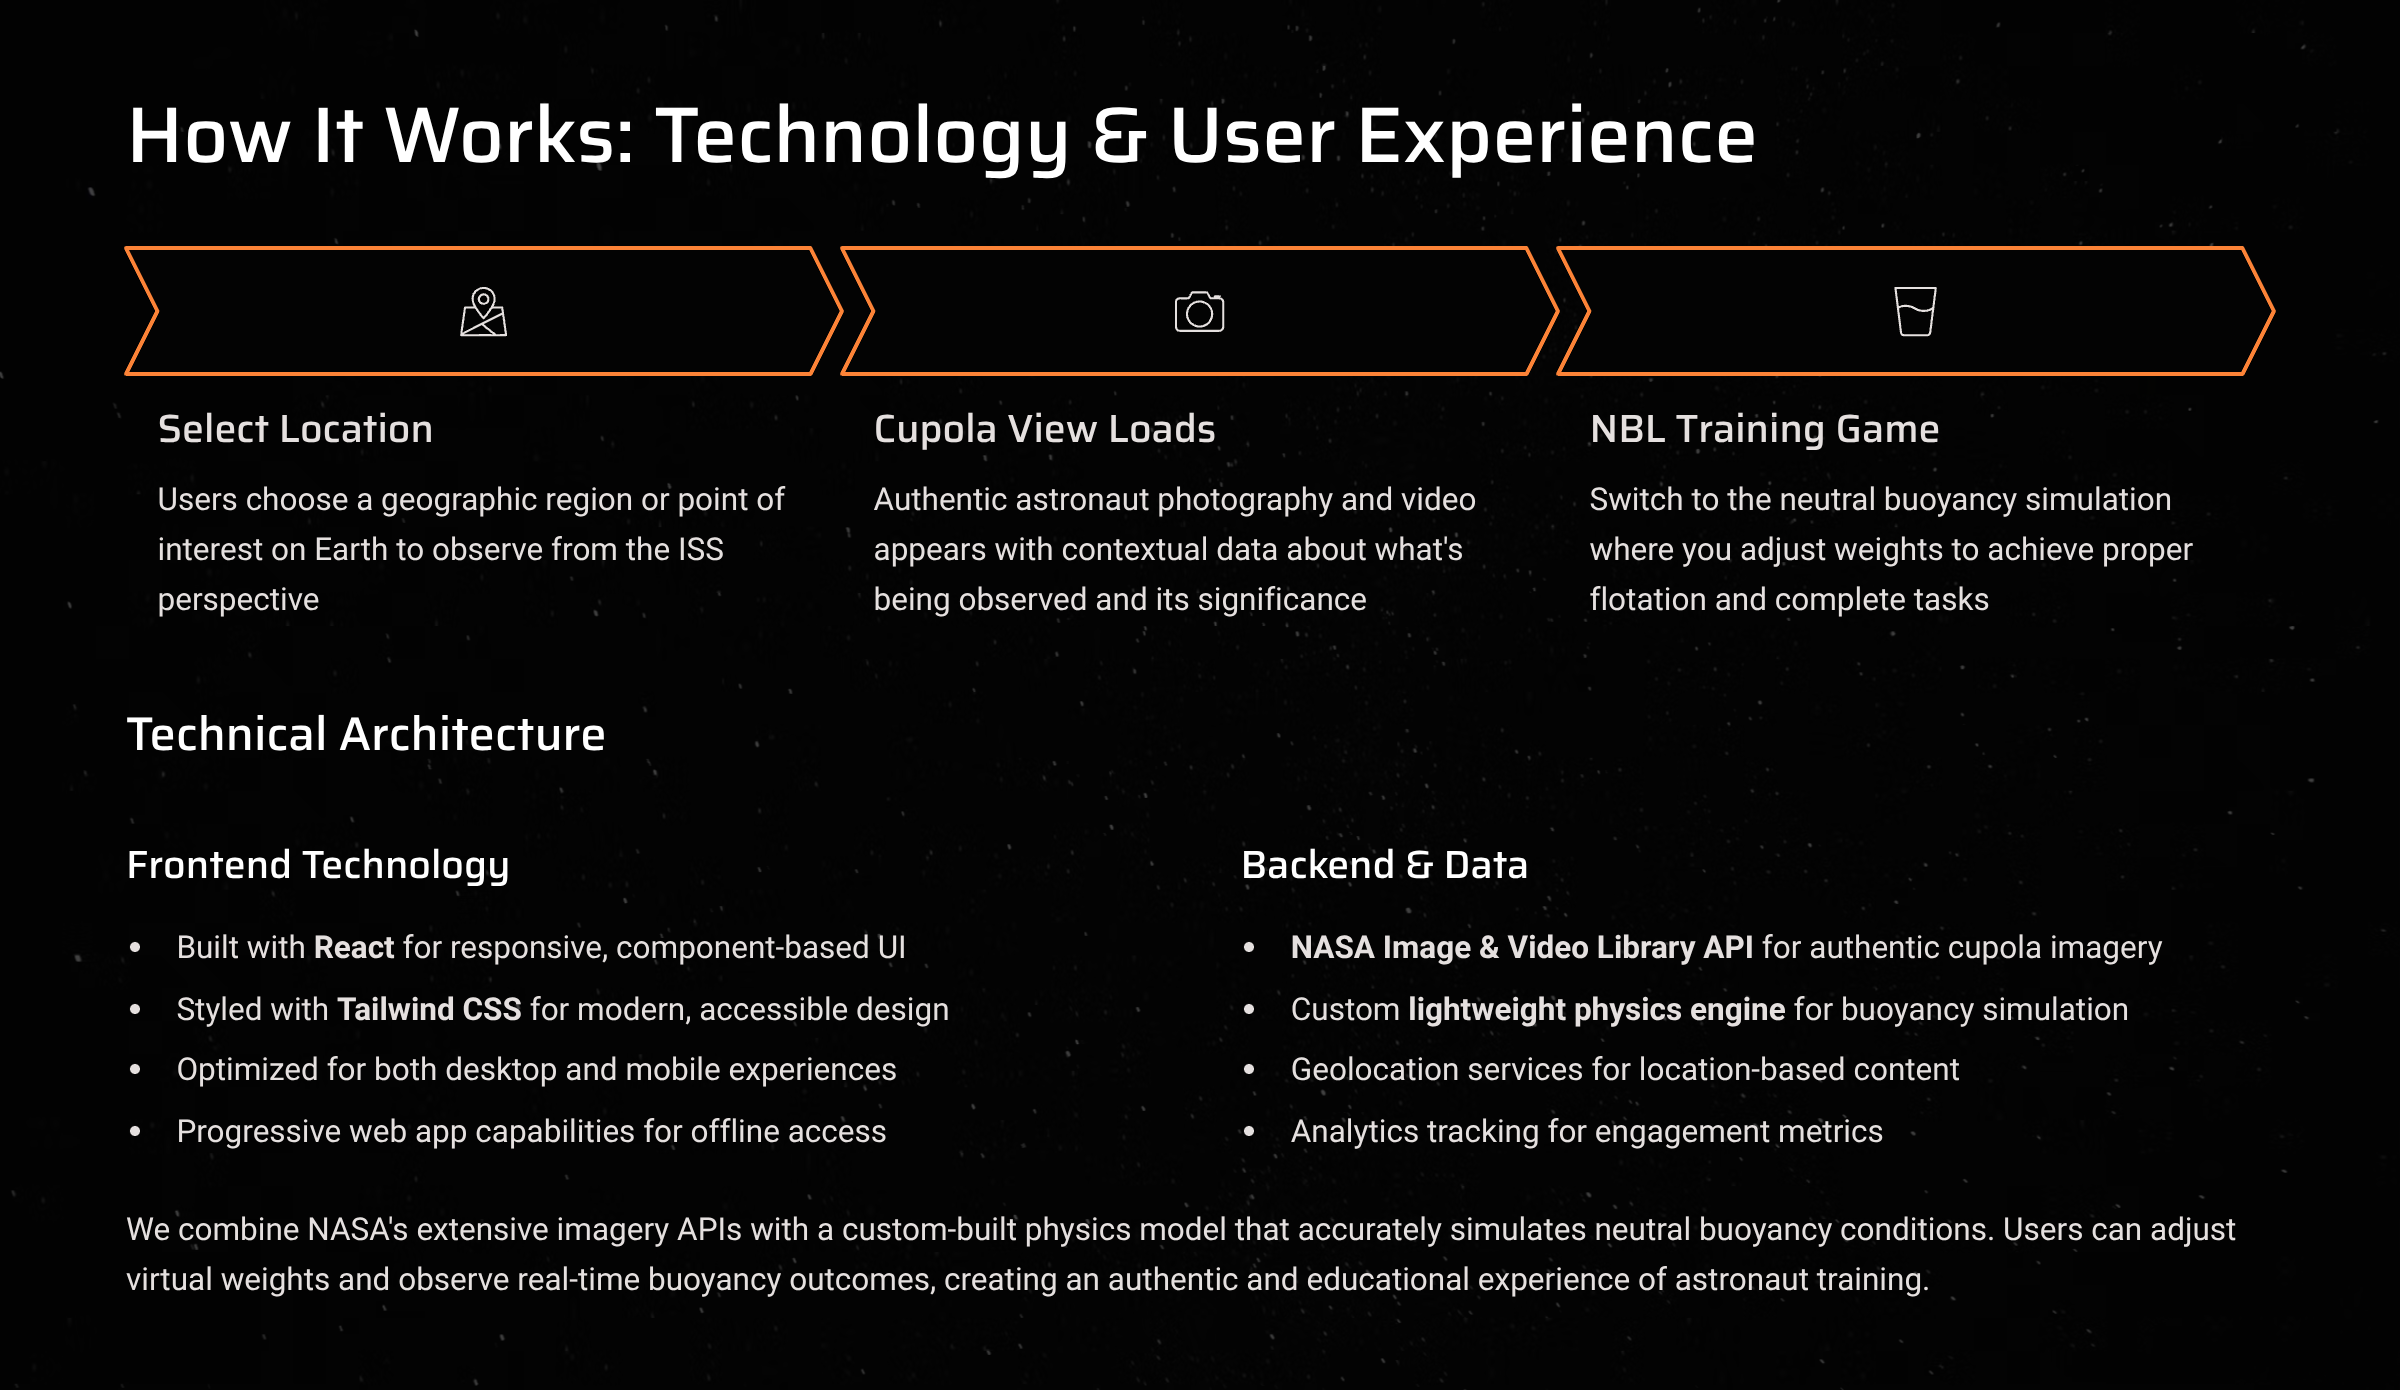 How It Works: Technology & User Experience
Select Location
Users choose a geographic region or point of
interest on Earth to observe from the ISS
perspective
Cupola View Loads
Authentic astronaut photography and video
appears with contextual data about what's
being observed and its significance
NBL Training Game
Switch to the neutral buoyancy simulation
where you adjust weights to achieve proper
flotation and complete tasks
Technical Architecture
Frontend Technology
• Built with React for responsive, component-based UI
• Styled with Tailwind CSS for modern, accessible design
• Optimized for both desktop and mobile experiences
• Progressive web app capabilities for offline access
Backend & Data
• NASA Image & Video Library API for authentic cupola imagery
• Custom lightweight physics engine for buoyancy simulation
• Geolocation services for location-based content
• Analytics tracking for engagement metrics
We combine NASA's extensive imagery APIs with a custom-built physics model that accurately simulates neutral buoyancy conditions. Users can adjust
virtual weights and observe real-time buoyancy outcomes, creating an authentic and educational experience of astronaut training.